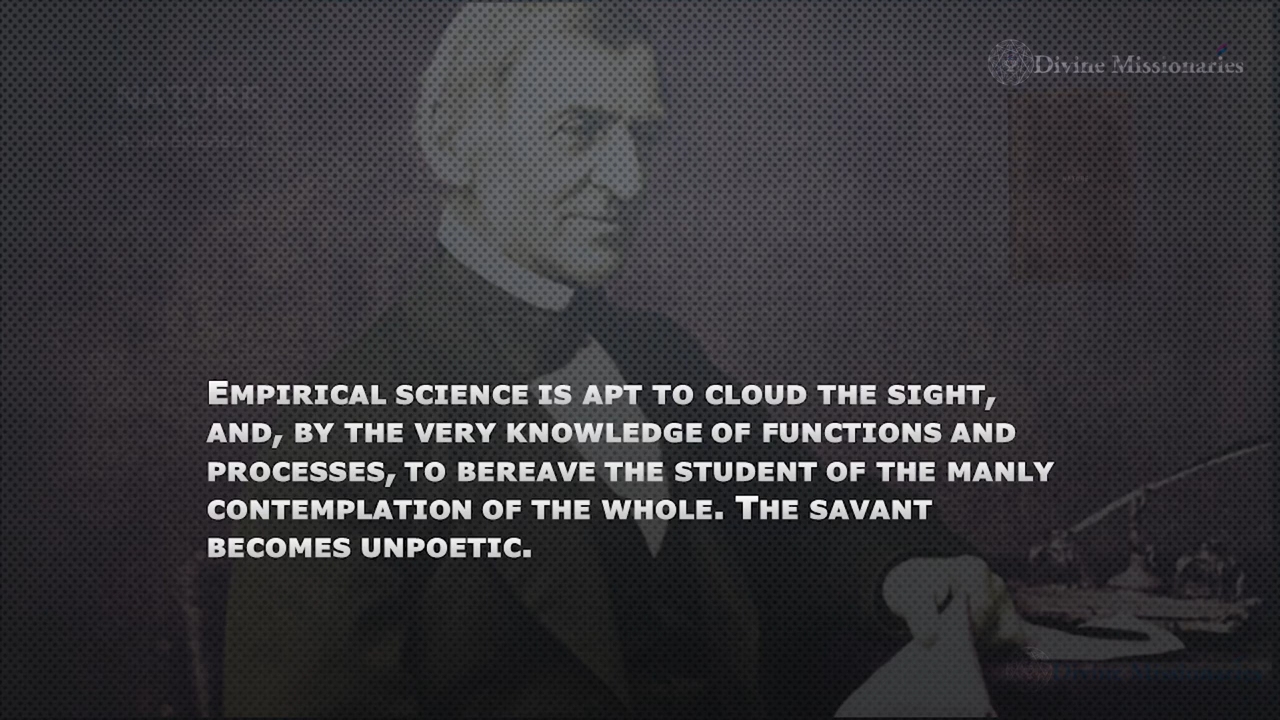 NATURE
Divine Missionaries
EMPIRICAL SCIENCE IS APT TO CLOUD THE SIGHT,
AND, BY THE VERY KNOWLEDGE OF FUNCTIONS AND
PROCESSES, TO BEREAVE THE STUDENT OF THE MANLY
CONTEMPLATION OF THE WHOLE. THE SAVANT
BECOMES UNPOETIC.